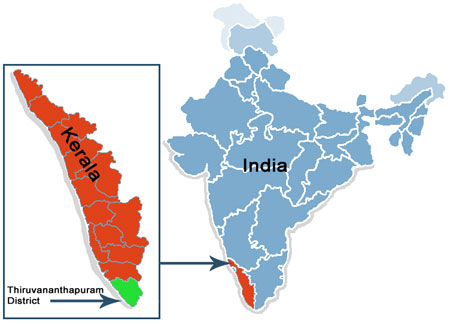 Kerala
India
Thiruvananthapuram
District